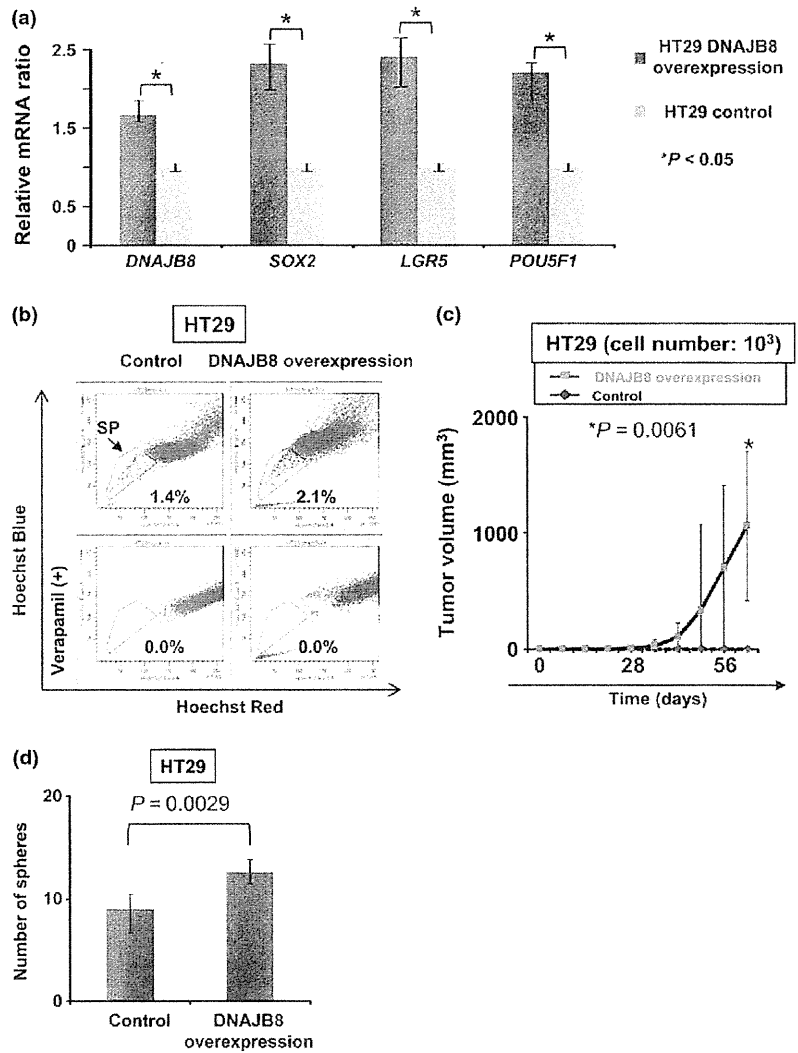 (a)
Relative mRNA ratio
2.5
1.5
0.5
0
*
*
*
*
DNAJB8
SOX2
LGR5
POU5F1
HT29 DNAJB8
overexpression
HT29 control
*P < 0.05
(b)
HT29
Control
DNAJB8 overexpression
SP
1.4%
2.1%
0.0%
0.0%
Hoechst Blue
Verapamil (+)
Hoechst Red
(c)
HT29 (cell number: 10³)
DNAJB8 overexpression
Control
*P = 0.0061
*
Tumor volume (mm³)
2000
1000
0
0
28
56
Time (days)
(d)
HT29
P = 0.0029
Number of spheres
20
10
0
Control
DNAJB8
overexpression